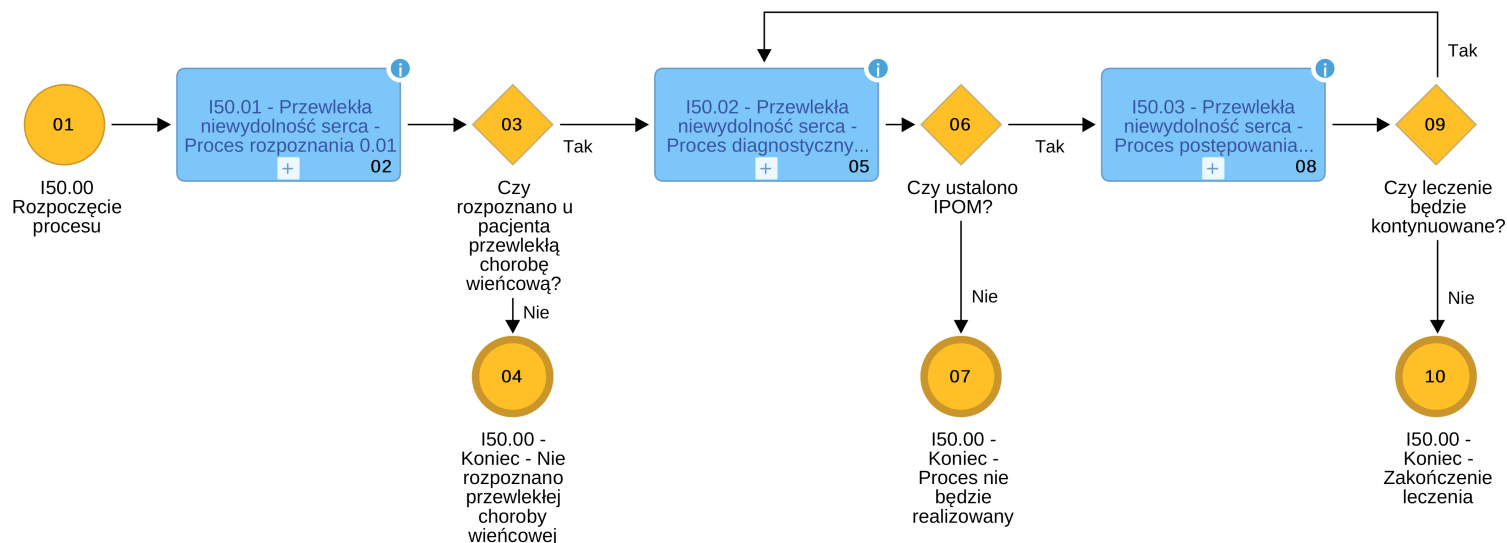 01
I50.00
Rozpoczęcie
procesu
I50.01 - Przewlekła
niewydolność serca -
Proces rozpoznania 0.01
02
03
Tak
Czy
rozpoznano u
pacjenta
przewlekłą
chorobę
wieńcową?
Nie
04
I50.00 -
Koniec - Nie
rozpoznano
przewlekłej
choroby
wieńcowej
I50.02 - Przewlekła
niewydolność serca -
Proces diagnostyczny...
05
06
Tak
Czy ustalono
IPOM?
Nie
07
I50.00 -
Koniec -
Proces nie
będzie
realizowany
I50.03 - Przewlekła
niewydolność serca -
Proces postępowania...
08
09
Tak
Czy leczenie
będzie
kontynuowane?
Nie
10
I50.00 -
Koniec -
Zakończenie
leczenia